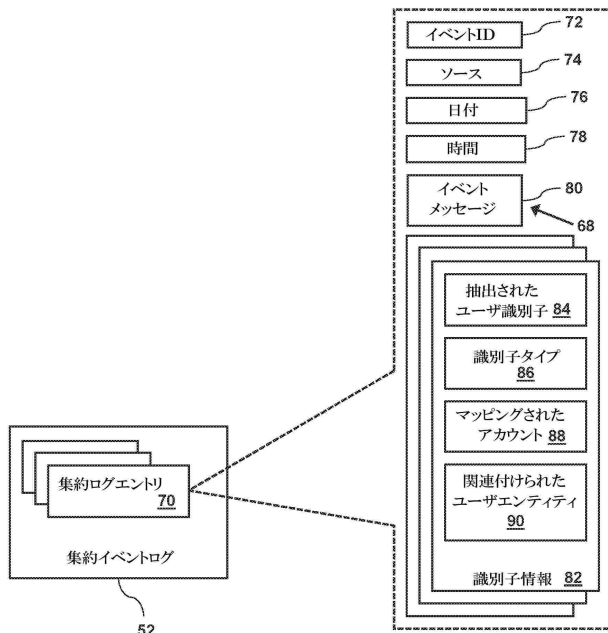 イベントID
72
ソース
74
日付
76
時間
78
イベント
メッセージ
80
68
抽出された
ユーザ識別子 84
識別子タイプ
86
マッピングされた
アカウント 88
関連付けられた
ユーザエンティティ
90
識別子情報 82
集約ログエントリ
70
集約イベントログ
52